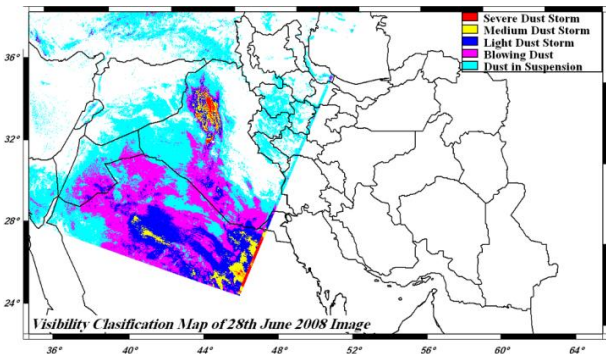 Severe Dust Storm
Medium Dust Storm
Light Dust Storm
Blowing Dust
Dust in Suspension
36°
32°
28°
24°
Visibility Clasification Map of 28th June 2008 Image
36° 40° 44° 48° 52° 56° 60° 64°